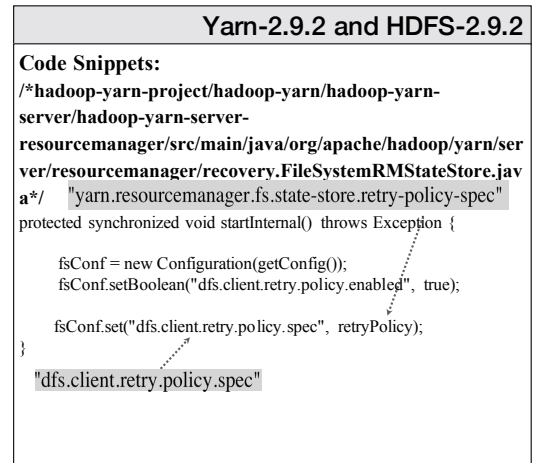 Yarn-2.9.2 and HDFS-2.9.2
Code Snippets:
/*hadoop-yarn-project/hadoop-yarn/hadoop-yarn-
server/hadoop-yarn-server-
resourcemanager/src/main/java/org/apache/hadoop/yarn/ser
ver/resourcemanager/recovery.FileSystemRMStateStore.jav
a*/ "yarn.resourcemanager.fs.state-store.retry-policy-spec"
protected synchronized void startInternal() throws Exception {
fsConf = new Configuration(getConfig());
fsConf.setBoolean("dfs.client.retry.policy.enabled", true);
fsConf.set("dfs.client.retry.policy.spec", retryPolicy);
}
"dfs.client.retry.policy.spec"